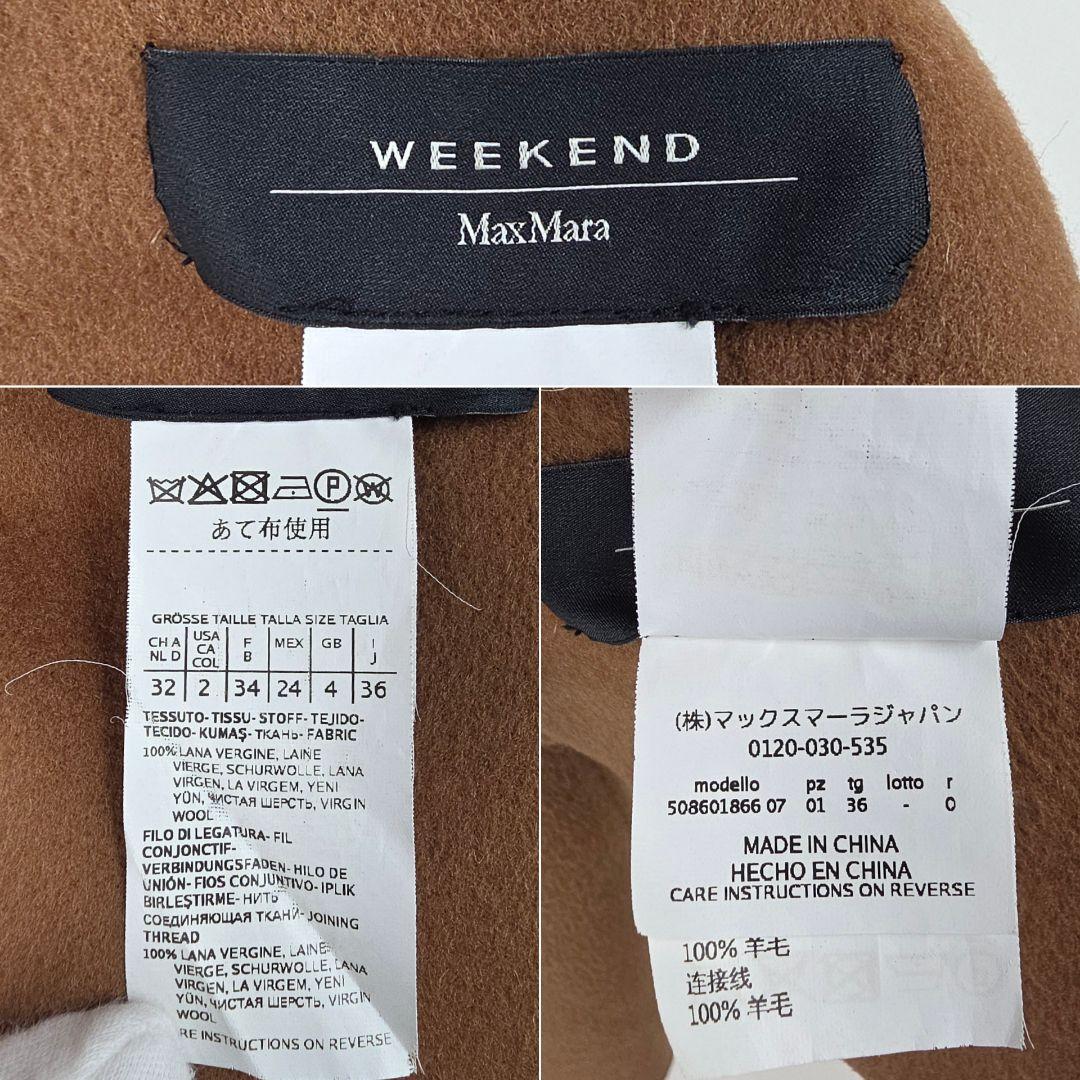 WEEKEND
MaxMara
P W
あて布使用
GRÖSSE TAILLE TALLA SIZE TAGLIA
CH A NL D USA CA COL F B MEX GB I J
32 2 34 24 4 36
TESSUTO-TISSU-STOFF-TEJIDO-
TECIDO-KUMAŞ-ТКАНЬ-FABRIC
100% LANA VERGINE, LAINE
VIERGE, SCHURWOLLE, LANA
VIRGEN, LA VIRGEM, YENI
YÜN, ЧИСТАЯ ШЕРСТЬ, VIRGIN
WOOL
FILO DI LEGATURA-FIL
CONJONCTIF-
VERBINDUNGSFADEN-HILO DE
UNIÓN-FIOS CONJUNTIVO-IPLIK
BIRLEŞTIRME-НИТЬ
СОЕДИНЯЮЩАЯ ТКАНЙ-JOINING
THREAD
100% LANA VERGINE, LAINE
VIERGE, SCHURWOLLE, LANA
VIRGEN, LA VIRGEM, YENI
YÜN, ЧИСТАЯ ШЕРСТЬ, VIRGIN
WOOL
RE INSTRUCTIONS ON REVERSE
(株)マックスマーラジャパン
0120-030-535
modello pz tg lotto r
508601866 07 01 36 - 0
MADE IN CHINA
HECHO EN CHINA
CARE INSTRUCTIONS ON REVERSE
100% 羊毛
连接线
100% 羊毛